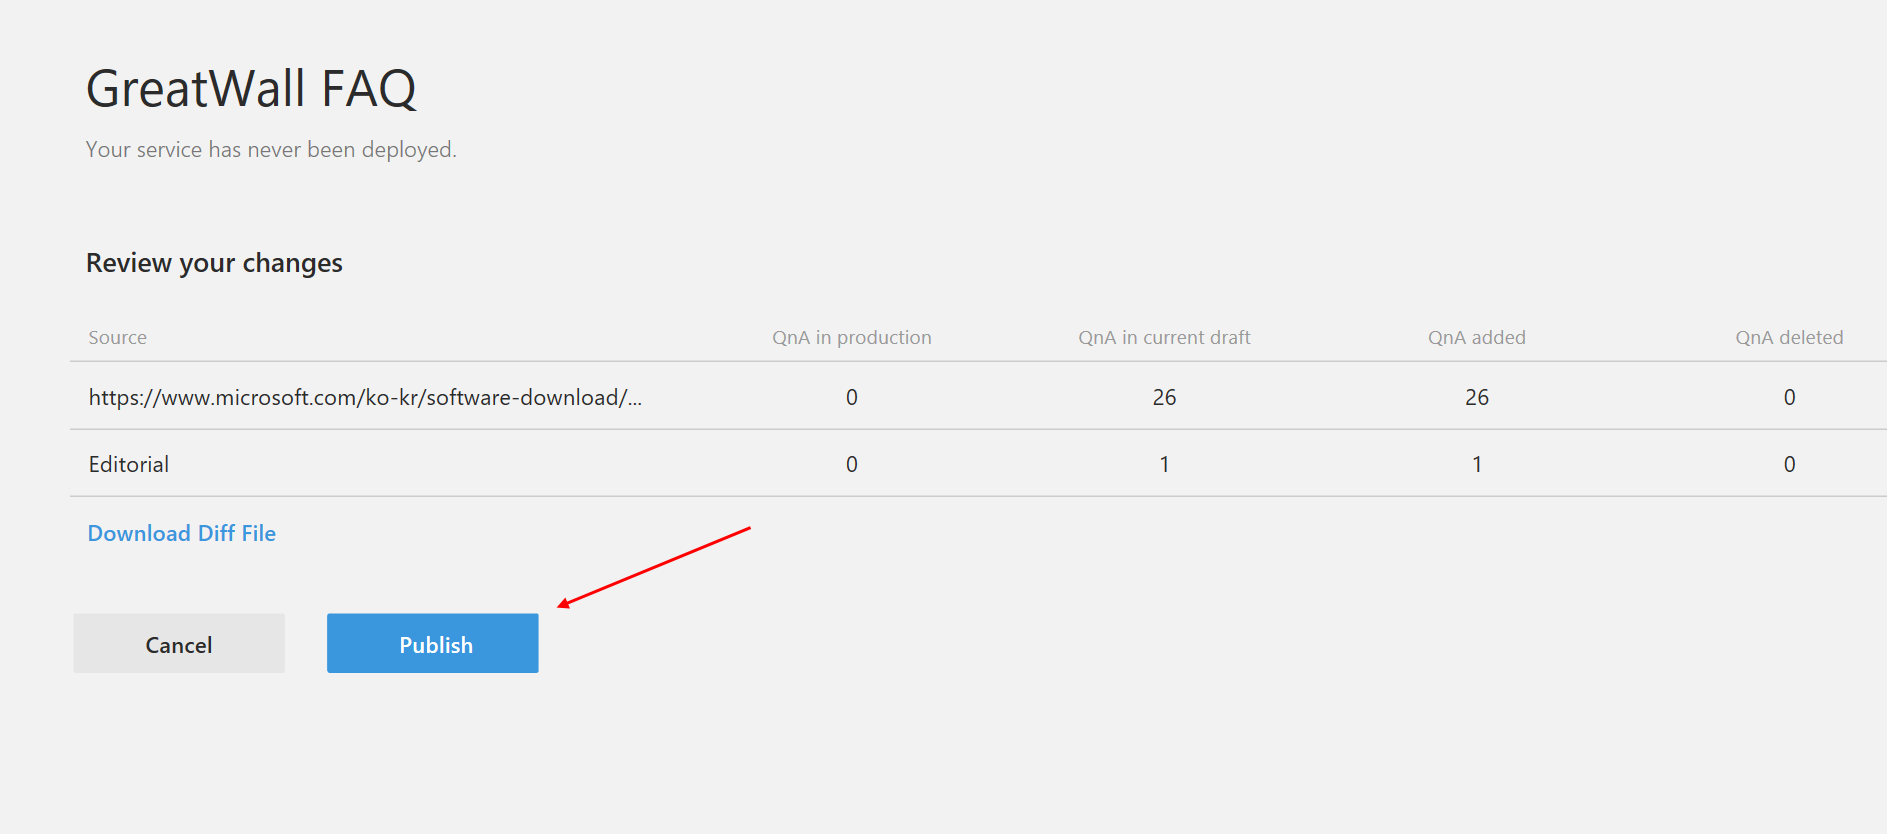 GreatWall FAQ
Your service has never been deployed.
Review your changes
Source QnA in production QnA in current draft QnA added QnA deleted
https://www.microsoft.com/ko-kr/software-download/... 0 26 26 0
Editorial 0 1 1 0
Download Diff File
Cancel Publish